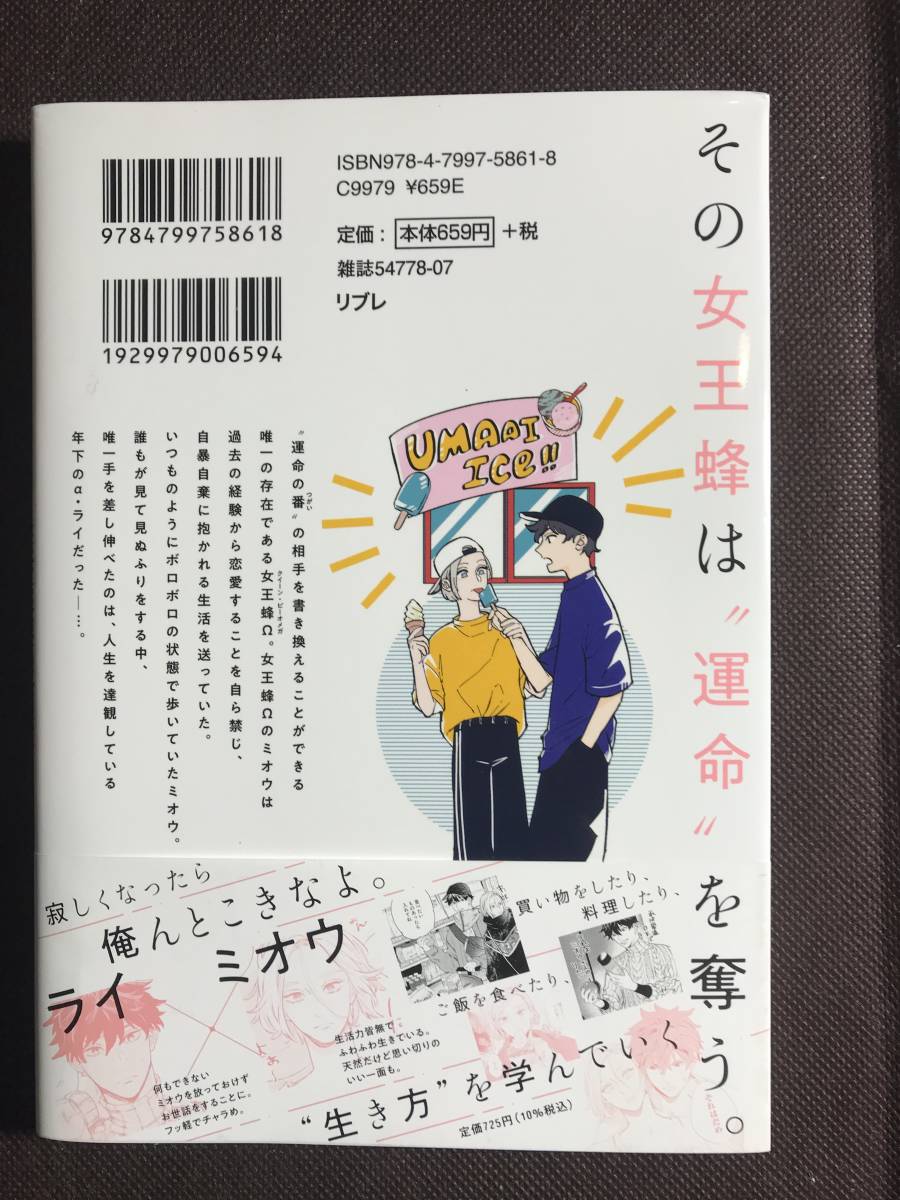 その女王蜂は〝運命〟を奪う。
ISBN978-4-7997-5861-8
C9979 ¥659E
定価：本体659円+税
雑誌54778-07
リブレ
9784799758618
1929979006594
UMAAI
ICE!!
〝運命の番〟の相手を書き換えることができる
つがい
唯一の存在である女王蜂Ω。女王蜂Ωのミオウは
クイーン・ビーオメガ
過去の経験から恋愛することを自ら禁じ、
自暴自棄に抱かれる生活を送っていた。
いつものようにボロボロの状態で歩いていたミオウ。
誰もが見て見ぬふりをする中、
唯一手を差し伸べたのは、人生を達観している
年下のα・ライだった――…。
寂しくなったら
俺んとこきなよ。
ライ
×
ミオウ
何もできない
ミオウを放っておけず
お世話をすることに。
フッ軽でチャラめ。
生活力皆無で
ふわふわ生きている。
天然だけど思い切りの
いい一面も。
買い物をしたり、
料理したり、
ご飯を食べたり、
“生き方”を学んでいく
定価725円(10%税込)